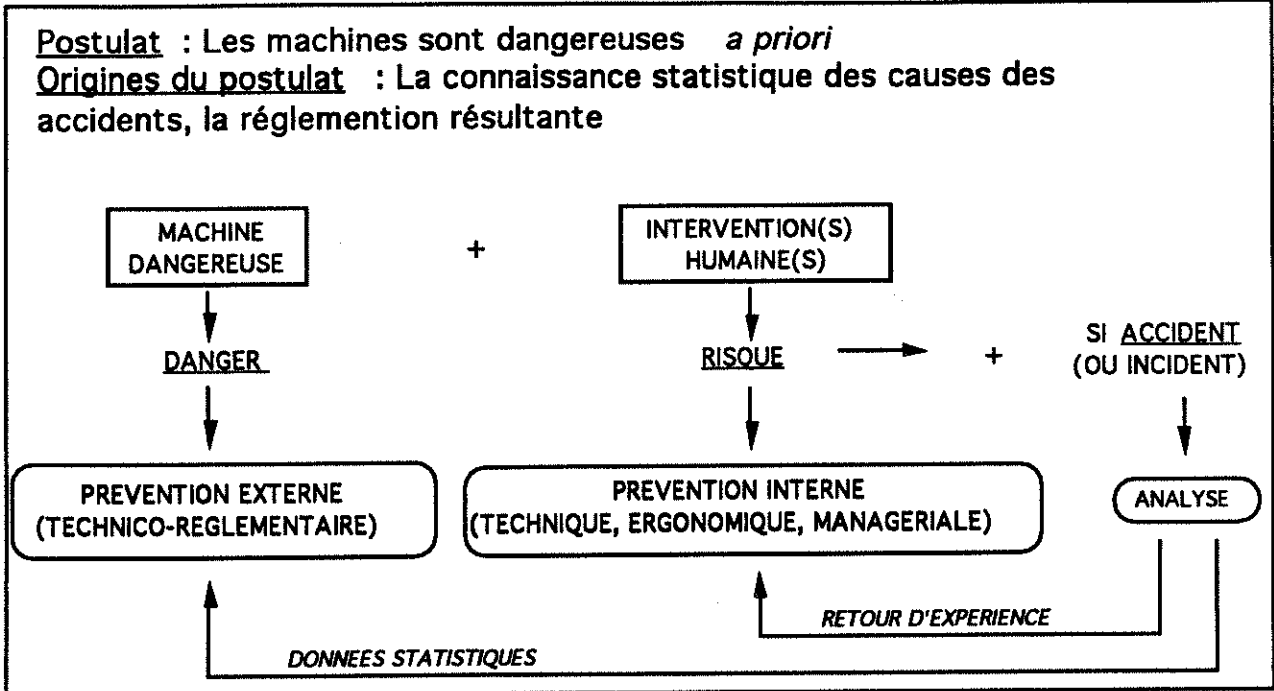 Postulat : Les machines sont dangereuses a priori
Origines du postulat : La connaissance statistique des causes des
accidents, la réglemention résultante
MACHINE
DANGEREUSE
+
INTERVENTION(S)
HUMAINE(S)
DANGER
RISQUE
+
SI ACCIDENT
(OU INCIDENT)
PREVENTION EXTERNE
(TECHNICO-REGLEMENTAIRE)
PREVENTION INTERNE
(TECHNIQUE, ERGONOMIQUE, MANAGERIALE)
ANALYSE
RETOUR D'EXPERIENCE
DONNEES STATISTIQUES